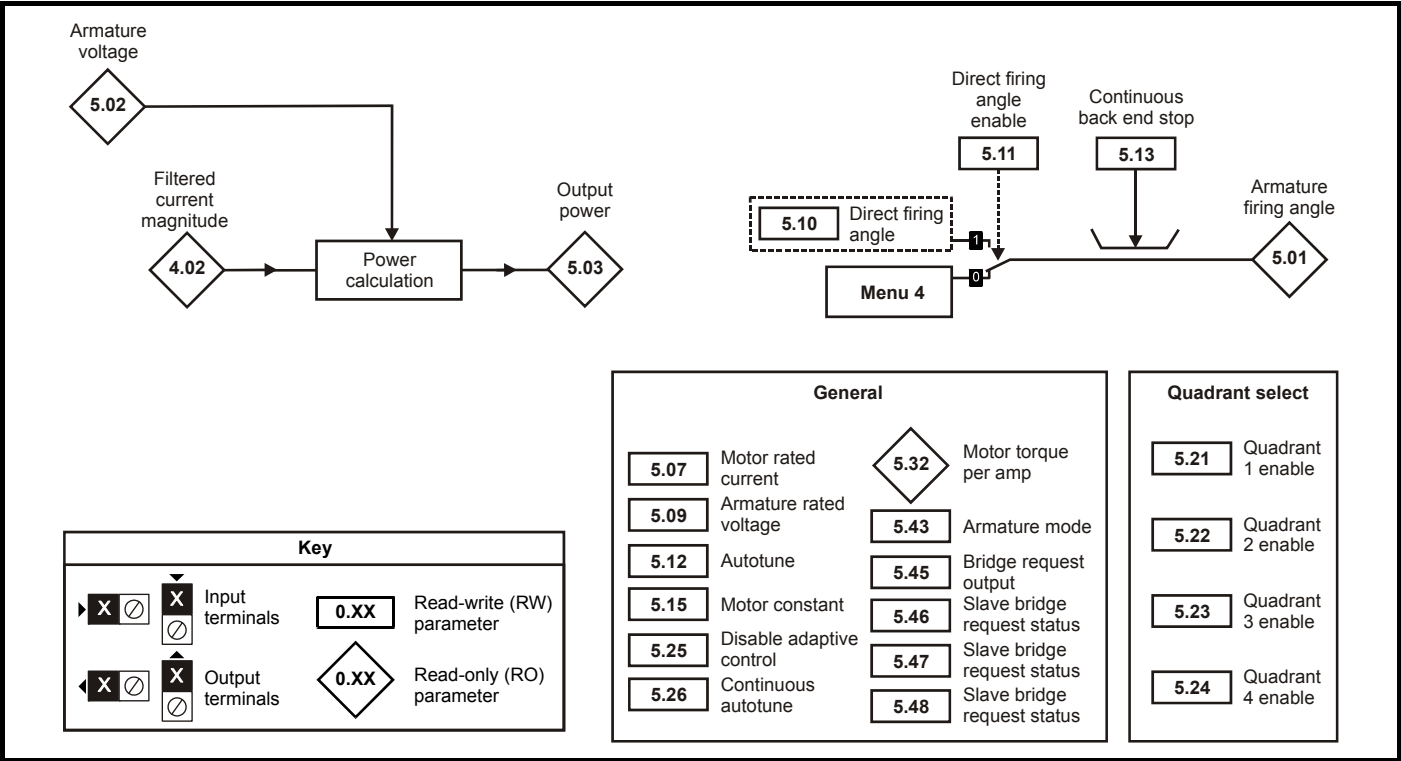 Armature
voltage
5.02
Filtered
current
magnitude
4.02
Power
calculation
Output
power
5.03
Direct firing
angle
enable
5.11
Continuous
back end stop
5.13
5.10
Direct firing
angle
1
0
Menu 4
Armature
firing angle
5.01
Key
X
X
Input
terminals
0.XX
Read-write (RW)
parameter
X
X
Output
terminals
0.XX
Read-only (RO)
parameter
General
5.07
Motor rated
current
5.09
Armature rated
voltage
5.12
Autotune
5.15
Motor constant
5.25
Disable adaptive
control
5.26
Continuous
autotune
5.32
Motor torque
per amp
5.43
Armature mode
5.45
Bridge request
output
5.46
Slave bridge
request status
5.47
Slave bridge
request status
5.48
Slave bridge
request status
Quadrant select
5.21
Quadrant
1 enable
5.22
Quadrant
2 enable
5.23
Quadrant
3 enable
5.24
Quadrant
4 enable